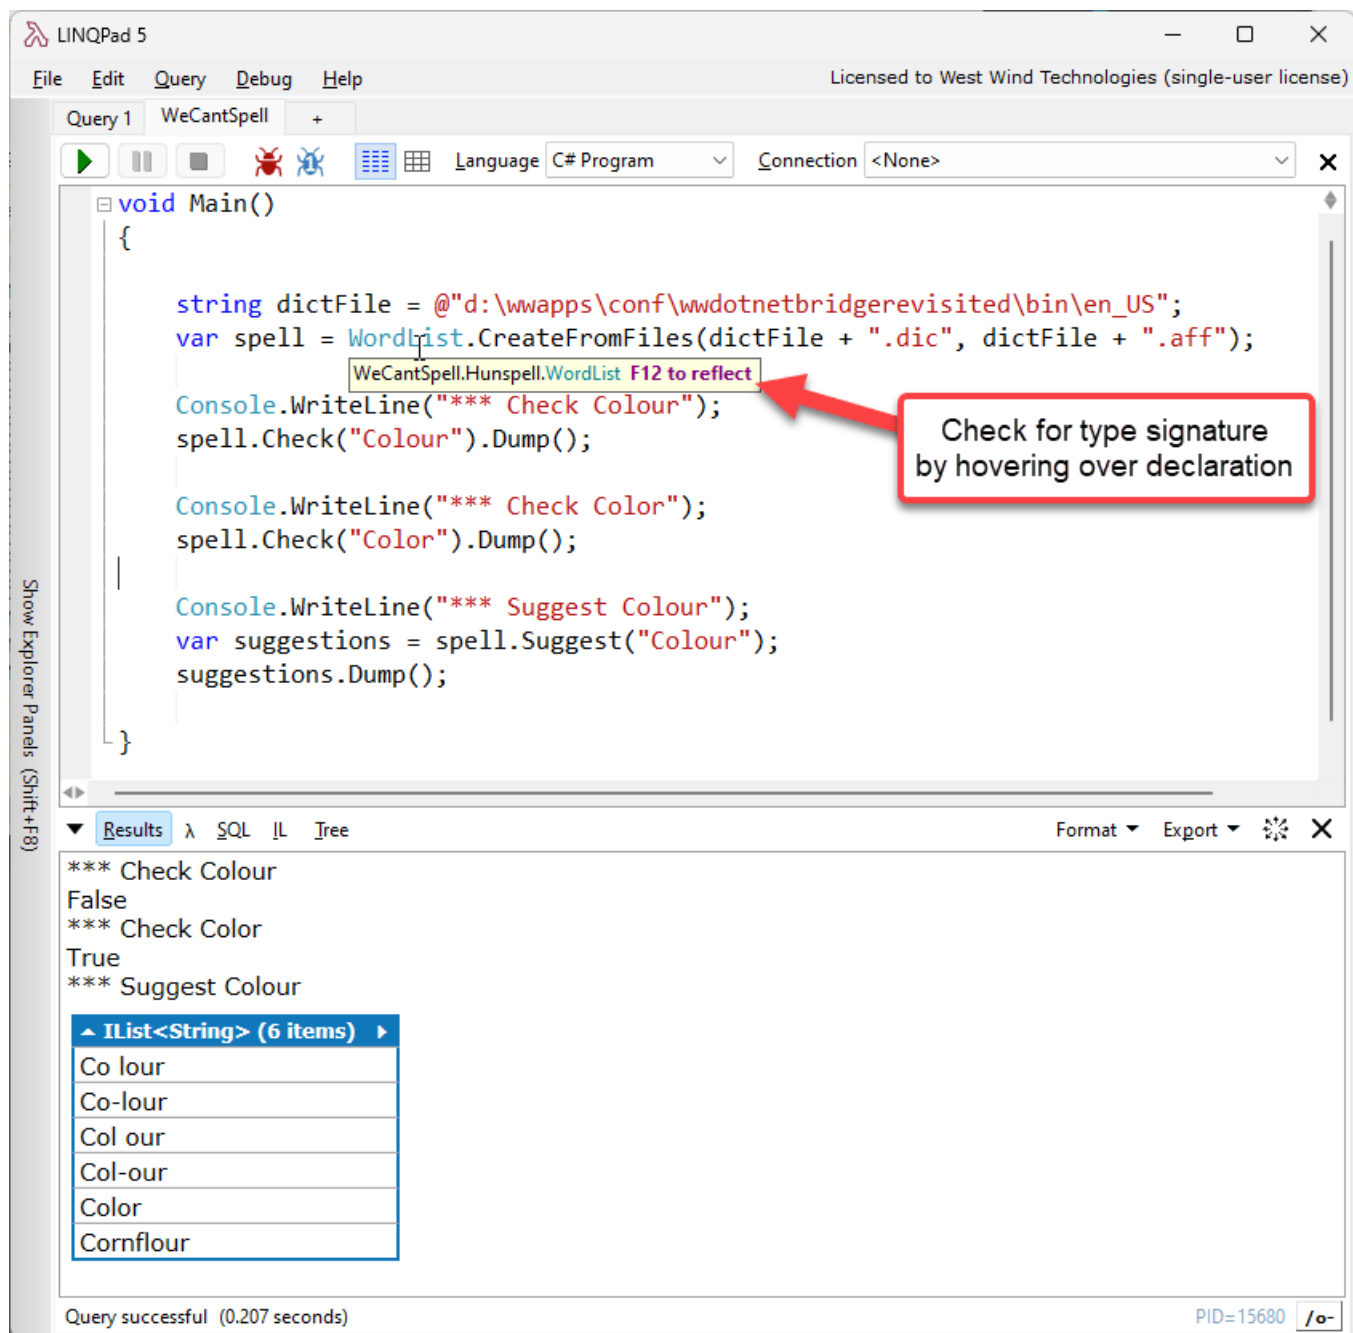 LINQPad 5
File Edit Query Debug Help Licensed to West Wind Technologies (single-user license)
Query 1 WeCantSpell +
Language C# Program Connection <None>
void Main()
{
string dictFile = @"d:\wwapps\conf\wwdotnetbridgerevisited\bin\en_US";
var spell = WordList.CreateFromFiles(dictFile + ".dic", dictFile + ".aff");
WeCantSpell.Hunspell.WordList F12 to reflect
Console.WriteLine("*** Check Colour");
spell.Check("Colour").Dump();
Check for type signature
by hovering over declaration
Console.WriteLine("*** Check Color");
spell.Check("Color").Dump();
Console.WriteLine("*** Suggest Colour");
var suggestions = spell.Suggest("Colour");
suggestions.Dump();
}
Show Explorer Panels (Shift+F8)
Results λ SQL IL Tree Format Export
*** Check Colour
False
*** Check Color
True
*** Suggest Colour
IList<String> (6 items)
Co lour
Co-lour
Col our
Col-our
Color
Cornflour
Query successful (0.207 seconds) PID=15680 /o-